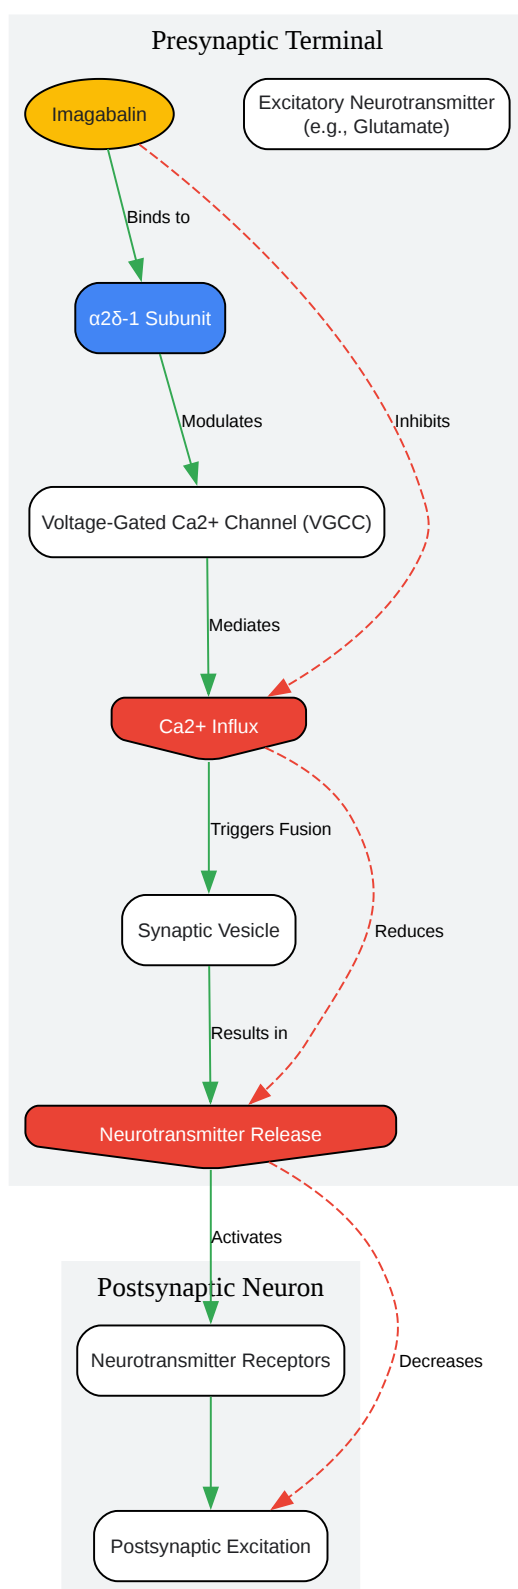 Presynaptic Terminal
Imagabalin
Excitatory Neurotransmitter
(e.g., Glutamate)
Binds to
α2δ-1 Subunit
Modulates
Inhibits
Voltage-Gated Ca2+ Channel (VGCC)
Mediates
Ca2+ Influx
Triggers Fusion
Synaptic Vesicle
Reduces
Results in
Neurotransmitter Release
Activates
Postsynaptic Neuron
Neurotransmitter Receptors
Decreases
Postsynaptic Excitation